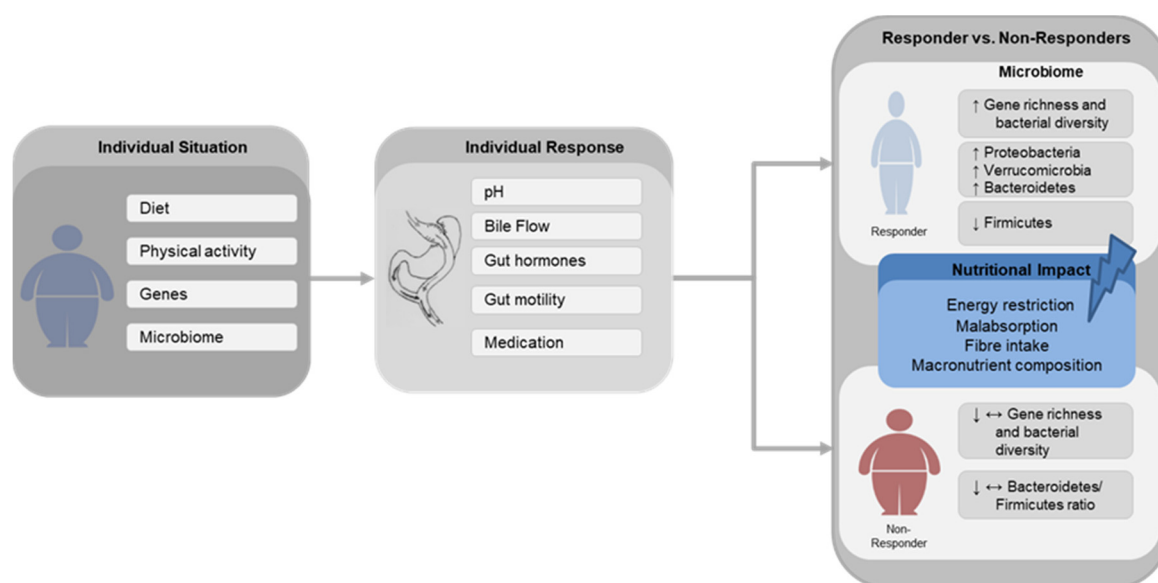 Individual Situation
Diet
Physical activity
Genes
Microbiome
Individual Response
pH
Bile Flow
Gut hormones
Gut motility
Medication
Responder vs. Non-Responders
Microbiome
↑ Gene richness and
bacterial diversity
↑ Proteobacteria
↑ Verrucomicrobia
↑ Bacteroidetes
↓ Firmicutes
Responder
Nutritional Impact
Energy restriction
Malabsorption
Fibre intake
Macronutrient composition
↓ ↔ Gene richness
and bacterial
diversity
↓ ↔ Bacteroidetes/
Firmicutes ratio
Non-
Responder